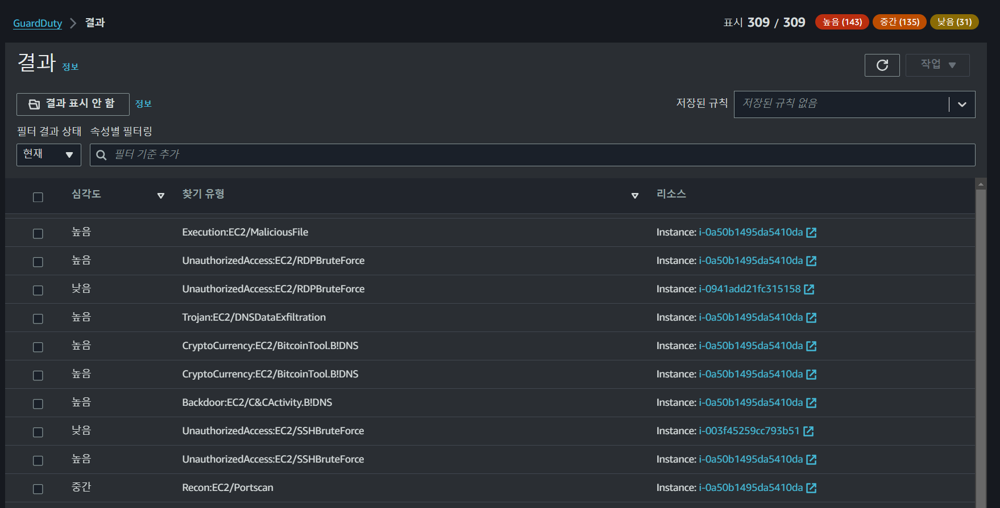 GuardDuty > 결과
표시 309 / 309 높음 (143) 중간 (135) 낮음 (31)
결과 정보
작업
결과 표시 안 함 정보
저장된 규칙 저장된 규칙 없음
필터 결과 상태 속성별 필터링
현재 필터 기준 추가
심각도 찾기 유형 리소스
높음 Execution:EC2/MaliciousFile Instance: i-0a50b1495da5410da
높음 UnauthorizedAccess:EC2/RDPBruteForce Instance: i-0a50b1495da5410da
낮음 UnauthorizedAccess:EC2/RDPBruteForce Instance: i-0941add21fc315158
높음 Trojan:EC2/DNSDataExfiltration Instance: i-0a50b1495da5410da
높음 CryptoCurrency:EC2/BitcoinTool.B!DNS Instance: i-0a50b1495da5410da
높음 CryptoCurrency:EC2/BitcoinTool.B!DNS Instance: i-0a50b1495da5410da
높음 Backdoor:EC2/C&CActivity.B!DNS Instance: i-0a50b1495da5410da
낮음 UnauthorizedAccess:EC2/SSHBruteForce Instance: i-003f45259cc793b51
높음 UnauthorizedAccess:EC2/SSHBruteForce Instance: i-0a50b1495da5410da
중간 Recon:EC2/Portscan Instance: i-0a50b1495da5410da